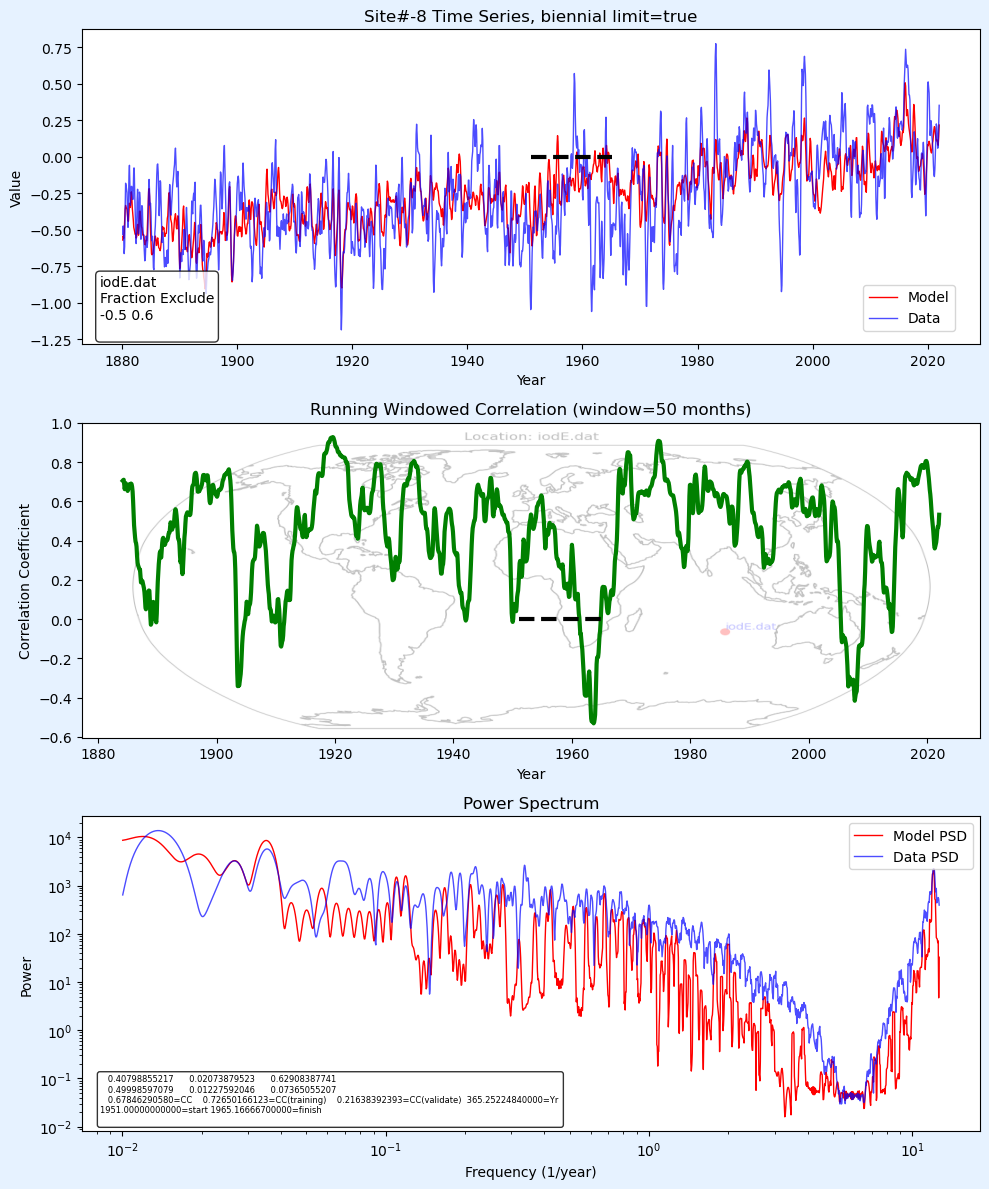 Site#-8 Time Series, biennial limit=true
Value
0.75
0.50
0.25
0.00
−0.25
−0.50
−0.75
−1.00
−1.25
iodE.dat
Fraction Exclude
-0.5 0.6
Model
Data
1880 1900 1920 1940 1960 1980 2000 2020
Year
Running Windowed Correlation (window=50 months)
Correlation Coefficient
1.0
0.8
0.6
0.4
0.2
0.0
−0.2
−0.4
−0.6
Location: iodE.dat
iodE.dat
1880 1900 1920 1940 1960 1980 2000 2020
Year
Power Spectrum
Power
10^4
10^3
10^2
10^1
10^0
10^−1
10^−2
Model PSD
Data PSD
0.40798855217 0.02073879523 0.62908387741
0.49998597079 0.01227592046 0.07365055207
0.67846290580=CC 0.72650166123=CC(training) 0.21638392393=CC(validate) 365.25224840000=Yr
1951.00000000000=start 1965.16666700000=finish
10^−2 10^−1 10^0 10^1
Frequency (1/year)